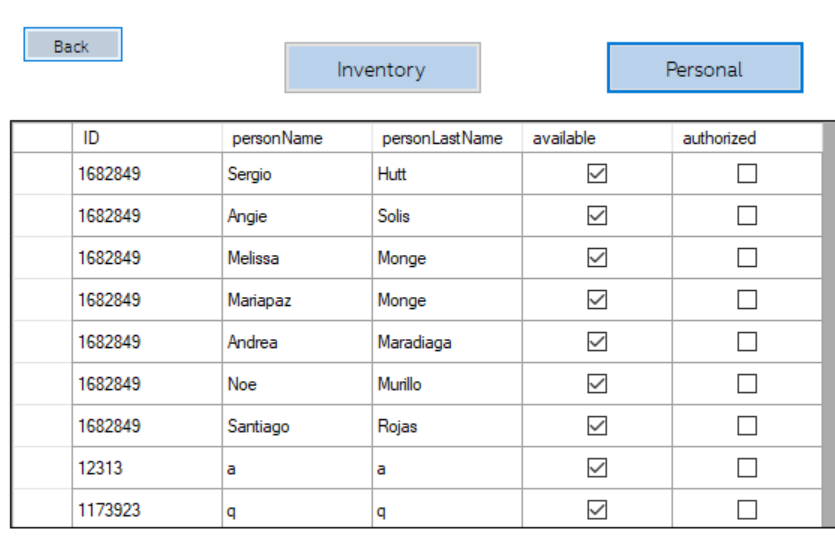 Back
Inventory Personal
ID personName personLastName available authorized
1682849 Sergio Hutt
1682849 Angie Solis
1682849 Melissa Monge
1682849 Mariapaz Monge
1682849 Andrea Maradiaga
1682849 Noe Murillo
1682849 Santiago Rojas
12313 a a
1173923 q q